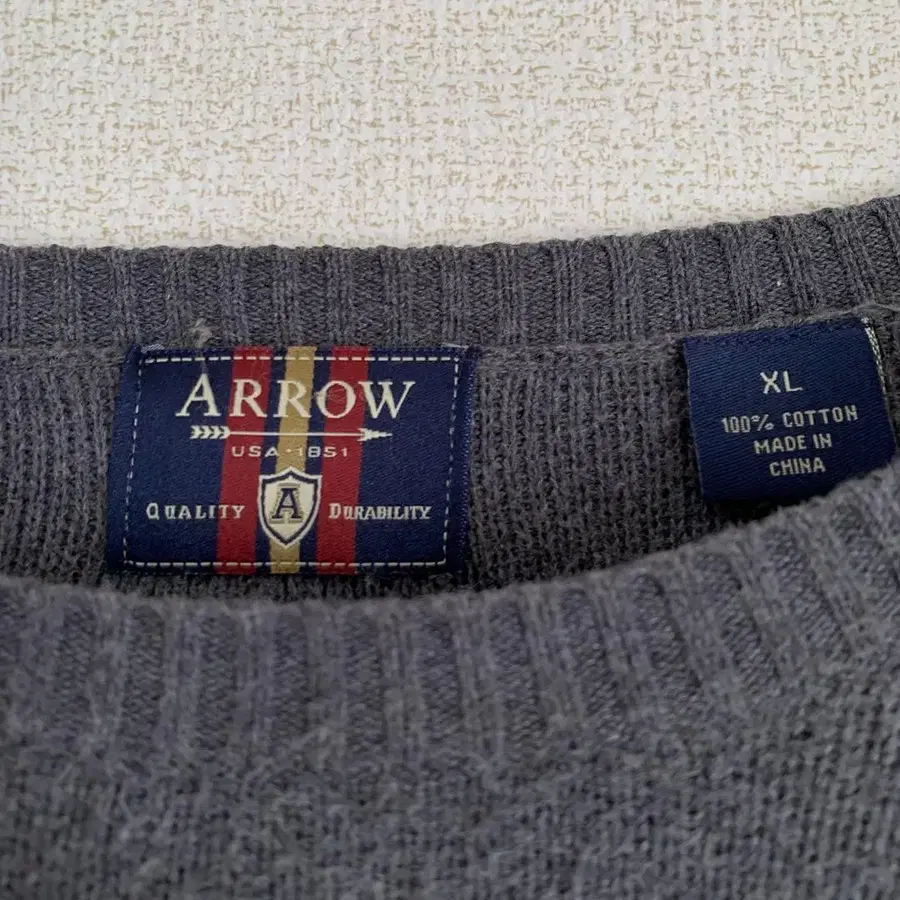 ARROW
USA • 1851
QUALITY A DURABILITY
XL
100% COTTON
MADE IN
CHINA